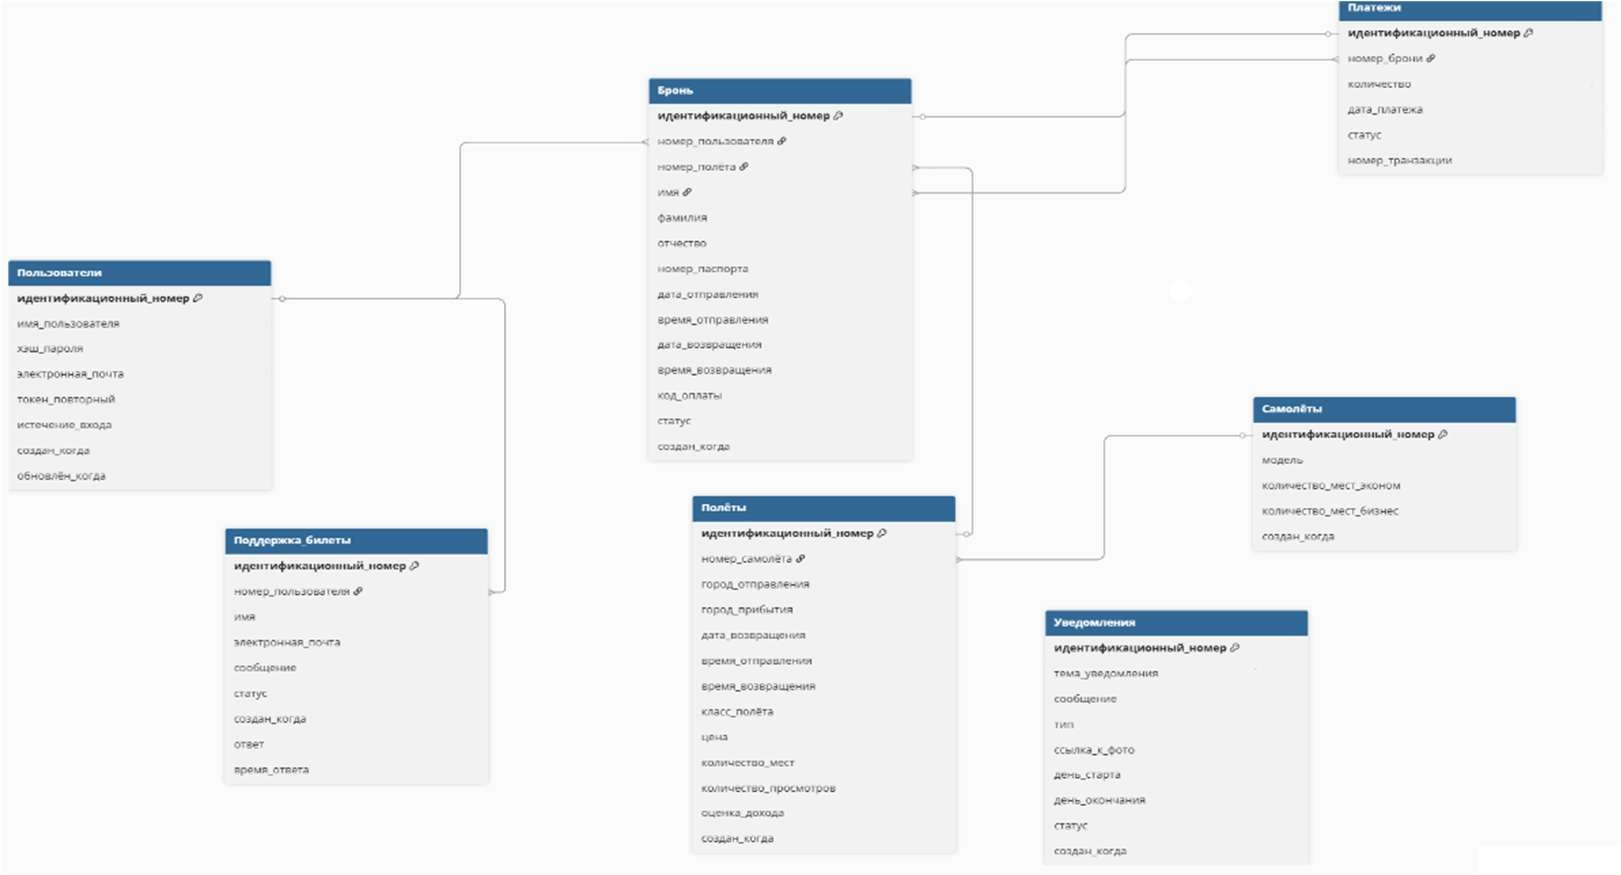 Платежи
идентификационный_номер
номер_брони
количество
дата_платежа
статус
номер_транзакции
Бронь
идентификационный_номер
номер_пользователя
номер_полёта
имя
фамилия
отчество
номер_паспорта
дата_отправления
время_отправления
дата_возвращения
время_возвращения
код_оплаты
статус
создан_когда
Пользователи
идентификационный_номер
имя_пользователя
хэш_пароля
электронная_почта
токен_повторный
истечение_входа
создан_когда
обновлён_когда
Самолёты
идентификационный_номер
модель
количество_мест_эконом
количество_мест_бизнес
создан_когда
Поддержка_билеты
идентификационный_номер
номер_пользователя
имя
электронная_почта
сообщение
статус
создан_когда
ответ
время_ответа
Полёты
идентификационный_номер
номер_самолёта
город_отправления
город_прибытия
дата_возвращения
время_отправления
время_возвращения
класс_полёта
цена
количество_мест
количество_просмотров
оценка_дохода
создан_когда
Уведомления
идентификационный_номер
тема_уведомления
сообщение
тип
ссылка_к_фото
день_старта
день_окончания
статус
создан_когда